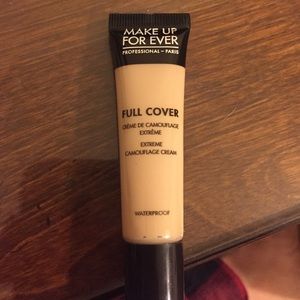 MAKE UP
FOR EVER
PROFESSIONAL – PARIS
FULL COVER
CRÈME DE CAMOUFLAGE
EXTRÊME
EXTREME
CAMOUFLAGE CREAM
WATERPROOF